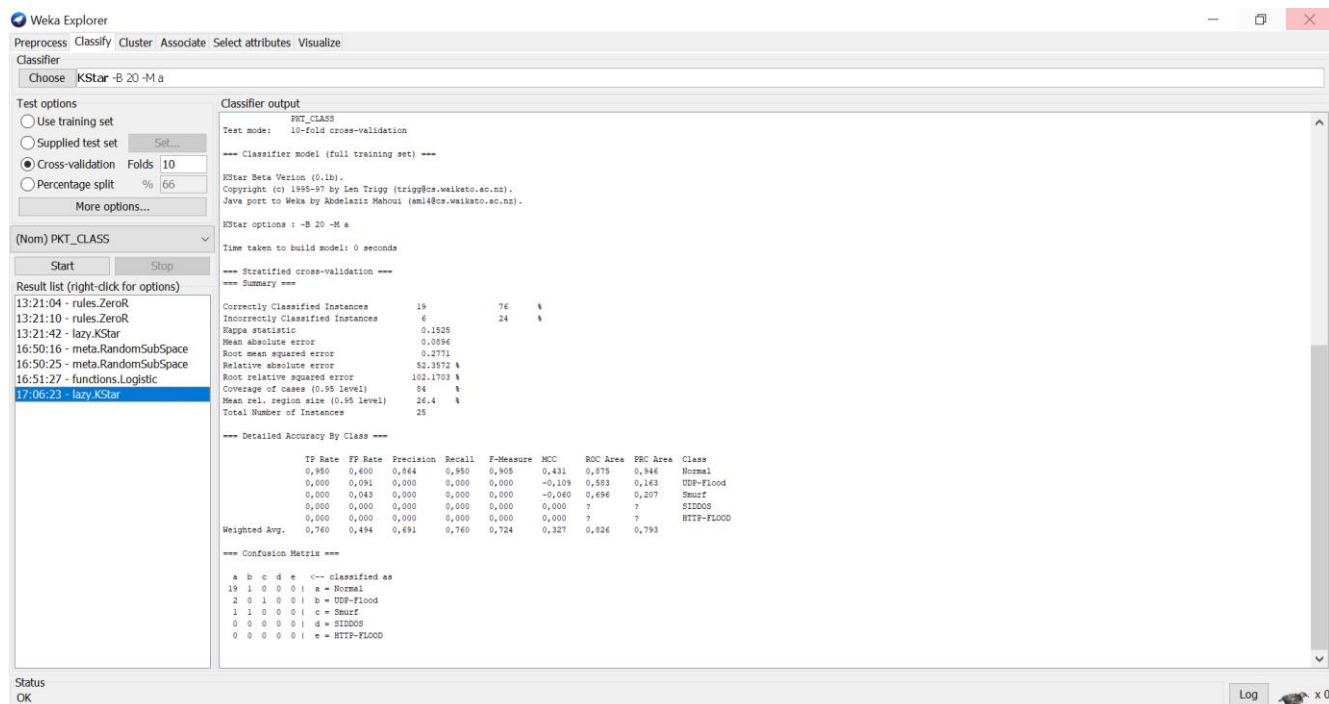 Weka Explorer
Preprocess Classify Cluster Associate Select attributes Visualize
Classifier
Choose KStar -B 20 -M a
Test options
Use training set
Supplied test set Set...
Cross-validation Folds 10
Percentage split % 66
More options...
(Nom) PKT_CLASS
Start Stop
Result list (right-click for options)
13:21:04 - rules.ZeroR
13:21:10 - rules.ZeroR
13:21:42 - lazy.KStar
16:50:16 - meta.RandomSubSpace
16:50:25 - meta.RandomSubSpace
16:51:27 - functions.Logistic
17:06:23 - lazy.KStar
Classifier output
PKT_CLASS
Test mode: 10-fold cross-validation
=== Classifier model (full training set) ===
KStar Beta Verion (0.1b).
Copyright (c) 1995-97 by Len Trigg (trigg@cs.waikato.ac.nz).
Java port to Weka by Abdelaziz Mahoui (am14@cs.waikato.ac.nz).
KStar options : -B 20 -M a
Time taken to build model: 0 seconds
=== Stratified cross-validation ===
=== Summary ===
Correctly Classified Instances 19 76 %
Incorrectly Classified Instances 6 24 %
Kappa statistic 0.1525
Mean absolute error 0.0896
Root mean squared error 0.2771
Relative absolute error 52.3572 %
Root relative squared error 102.1703 %
Coverage of cases (0.95 level) 84 %
Mean rel. region size (0.95 level) 26.4 %
Total Number of Instances 25
=== Detailed Accuracy By Class ===
TP Rate FP Rate Precision Recall F-Measure MCC ROC Area PRC Area Class
0,950 0,600 0,864 0,950 0,905 0,431 0,875 0,946 Normal
0,000 0,091 0,000 0,000 0,000 -0,109 0,583 0,163 UDP-Flood
0,000 0,043 0,000 0,000 0,000 -0,060 0,696 0,207 Smurf
0,000 0,000 0,000 0,000 0,000 0,000 ? ? SIDDOS
0,000 0,000 0,000 0,000 0,000 0,000 ? ? HTTP-FLOOD
Weighted Avg. 0,760 0,494 0,691 0,760 0,724 0,327 0,826 0,793
=== Confusion Matrix ===
a b c d e <-- classified as
19 1 0 0 0 | a = Normal
2 0 1 0 0 | b = UDP-Flood
1 1 0 0 0 | c = Smurf
0 0 0 0 0 | d = SIDDOS
0 0 0 0 0 | e = HTTP-FLOOD
Status
OK
Log x 0